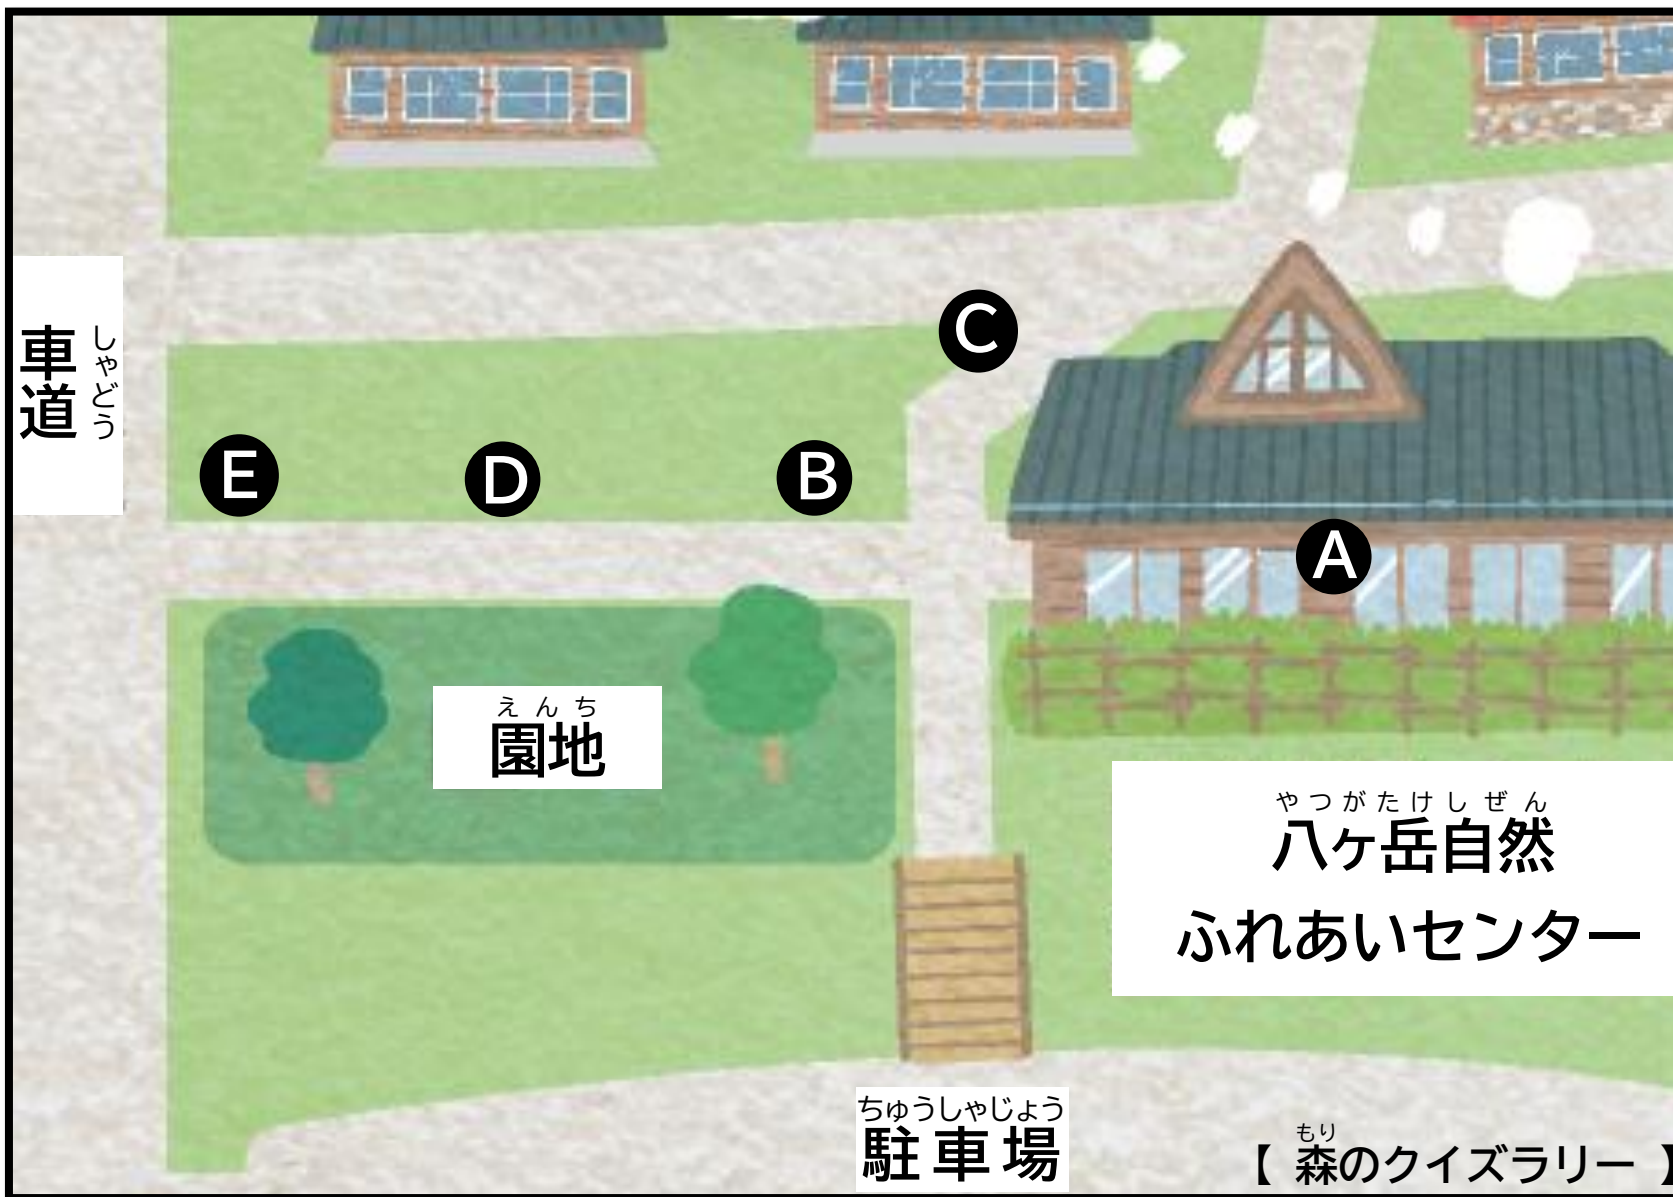 しゃどう
車道
C
E
D
B
A
えんち
園地
やつがたけしぜん
八ヶ岳自然
ふれあいセンター
ちゅうしゃじょう
駐車場
もり
【 森のクイズラリー 】